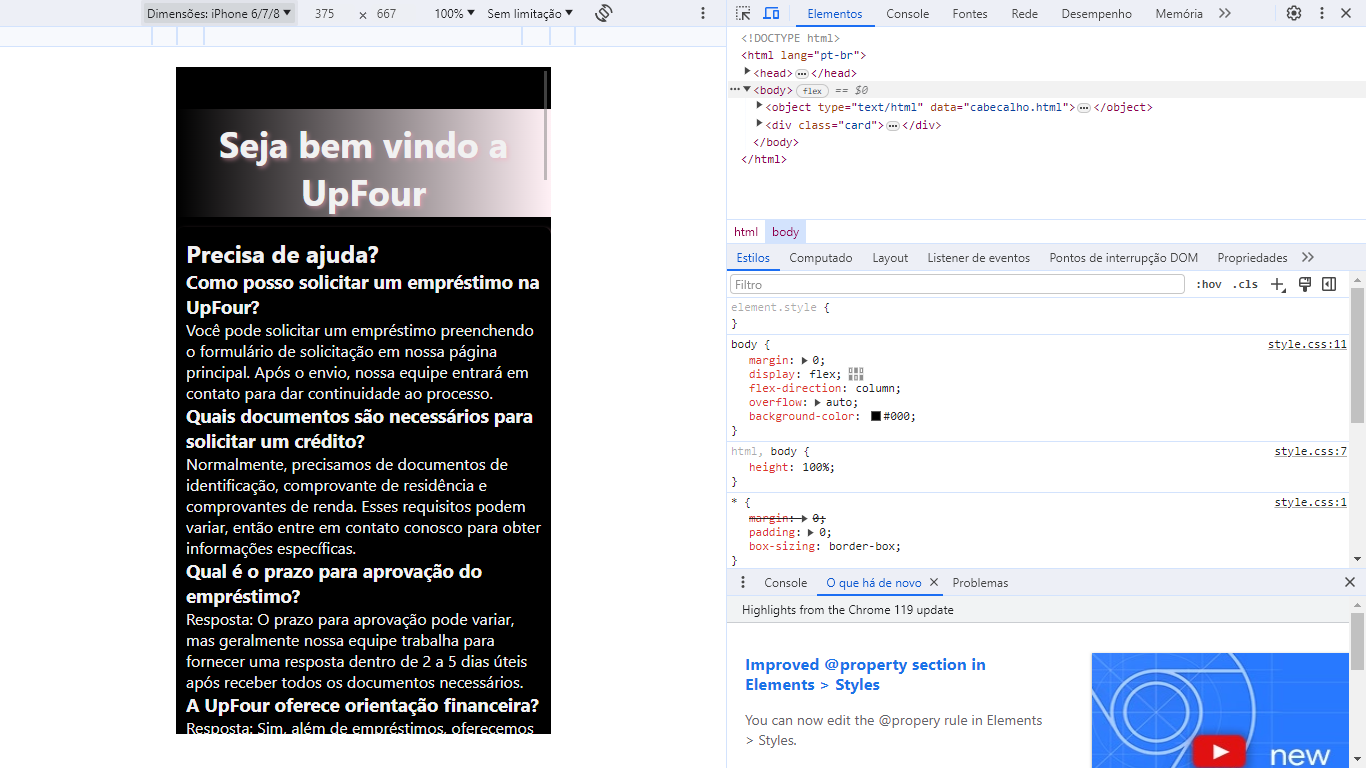 Dimensões: iPhone 6/7/8 ▼ 375 × 667 100% ▼ Sem limitação ▼
Seja bem vindo a
UpFour
Precisa de ajuda?
Como posso solicitar um empréstimo na
UpFour?
Você pode solicitar um empréstimo preenchendo
o formulário de solicitação em nossa página
principal. Após o envio, nossa equipe entrará em
contato para dar continuidade ao processo.
Quais documentos são necessários para
solicitar um crédito?
Normalmente, precisamos de documentos de
identificação, comprovante de residência e
comprovantes de renda. Esses requisitos podem
variar, então entre em contato conosco para obter
informações específicas.
Qual é o prazo para aprovação do
empréstimo?
Resposta: O prazo para aprovação pode variar,
mas geralmente nossa equipe trabalha para
fornecer uma resposta dentro de 2 a 5 dias úteis
após receber todos os documentos necessários.
A UpFour oferece orientação financeira?
Resposta: Sim, além de empréstimos, oferecemos
Elementos Console Fontes Rede Desempenho Memória
<!DOCTYPE html>
<html lang="pt-br">
<head>…</head>
<body> flex == $0
<object type="text/html" data="cabecalho.html">…</object>
<div class="card">…</div>
</body>
</html>
html body
Estilos Computado Layout Listener de eventos Pontos de interrupção DOM Propriedades
Filtro :hov .cls
element.style {
}
body { style.css:11
margin: 0;
display: flex;
flex-direction: column;
overflow: auto;
background-color: #000;
}
html, body { style.css:7
height: 100%;
}
* { style.css:1
margin: 0;
padding: 0;
box-sizing: border-box;
}
Console O que há de novo Problemas
Highlights from the Chrome 119 update
Improved @property section in
Elements > Styles
You can now edit the @propery rule in Elements
> Styles.
new